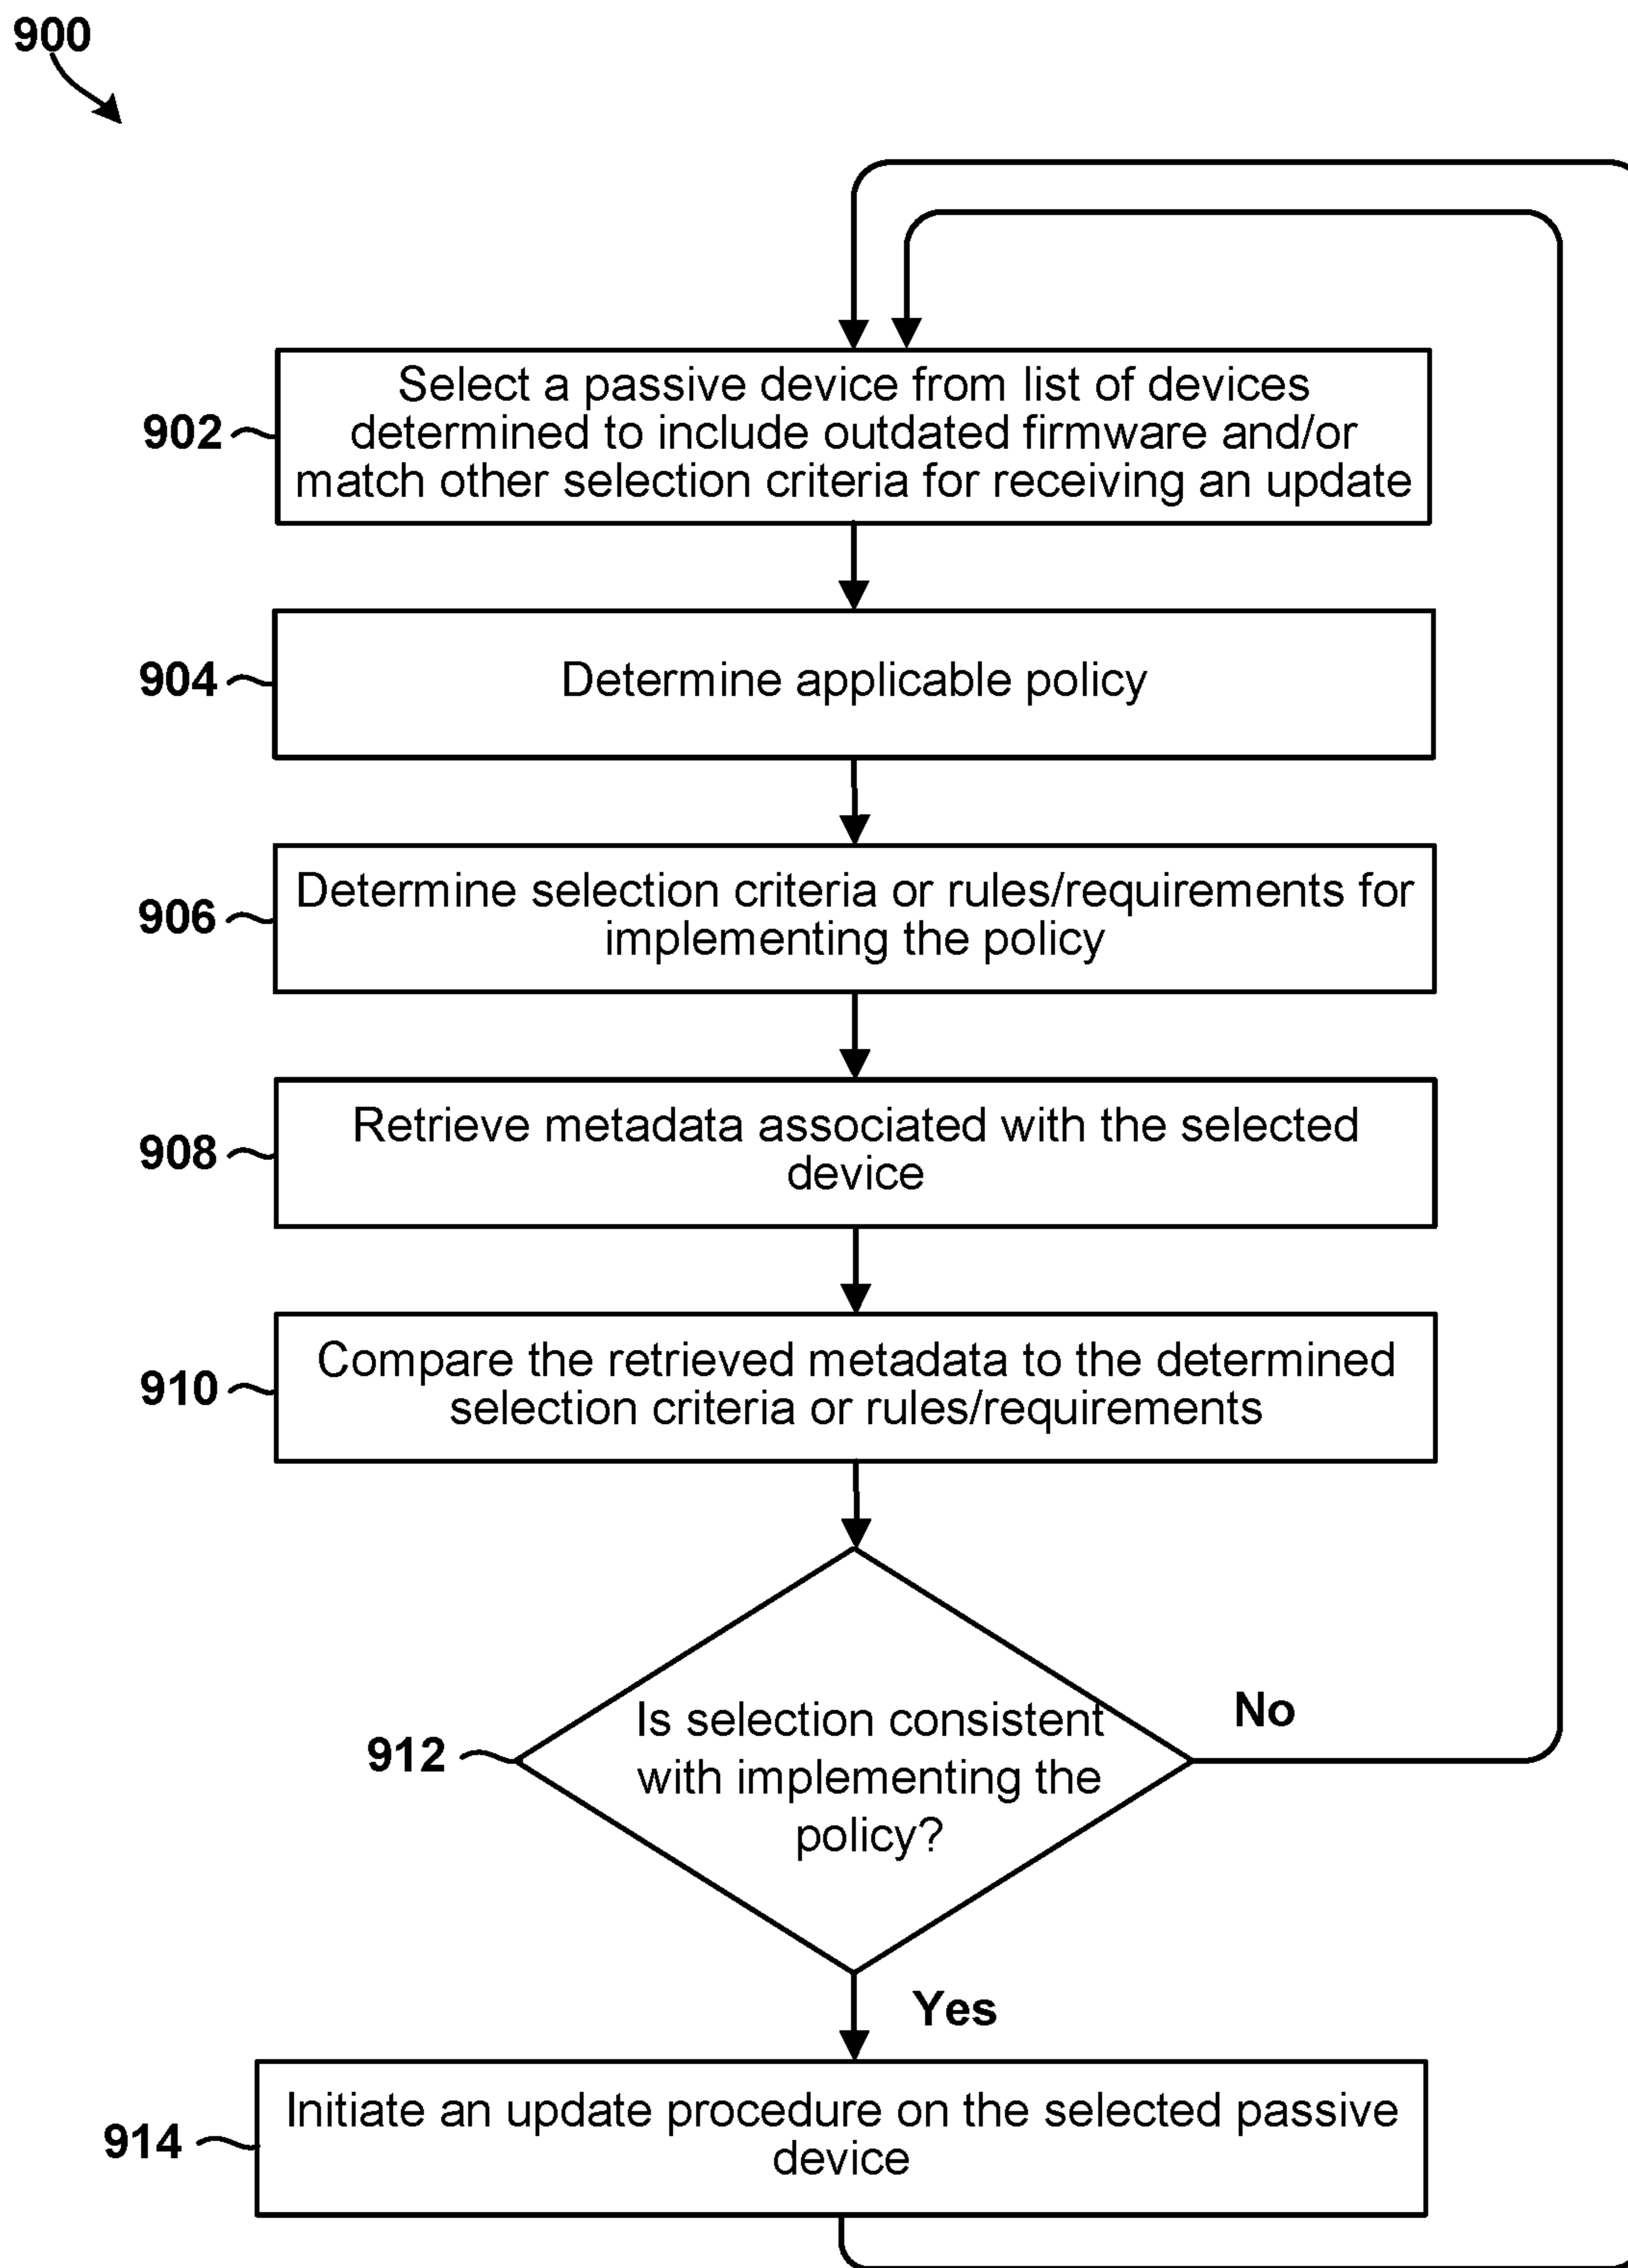 900
Select a passive device from list of devices
determined to include outdated firmware and/or
match other selection criteria for receiving an update
902
Determine applicable policy
904
Determine selection criteria or rules/requirements for
implementing the policy
906
Retrieve metadata associated with the selected
device
908
Compare the retrieved metadata to the determined
selection criteria or rules/requirements
910
Is selection consistent
with implementing the
policy?
912
No
Yes
Initiate an update procedure on the selected passive
device
914